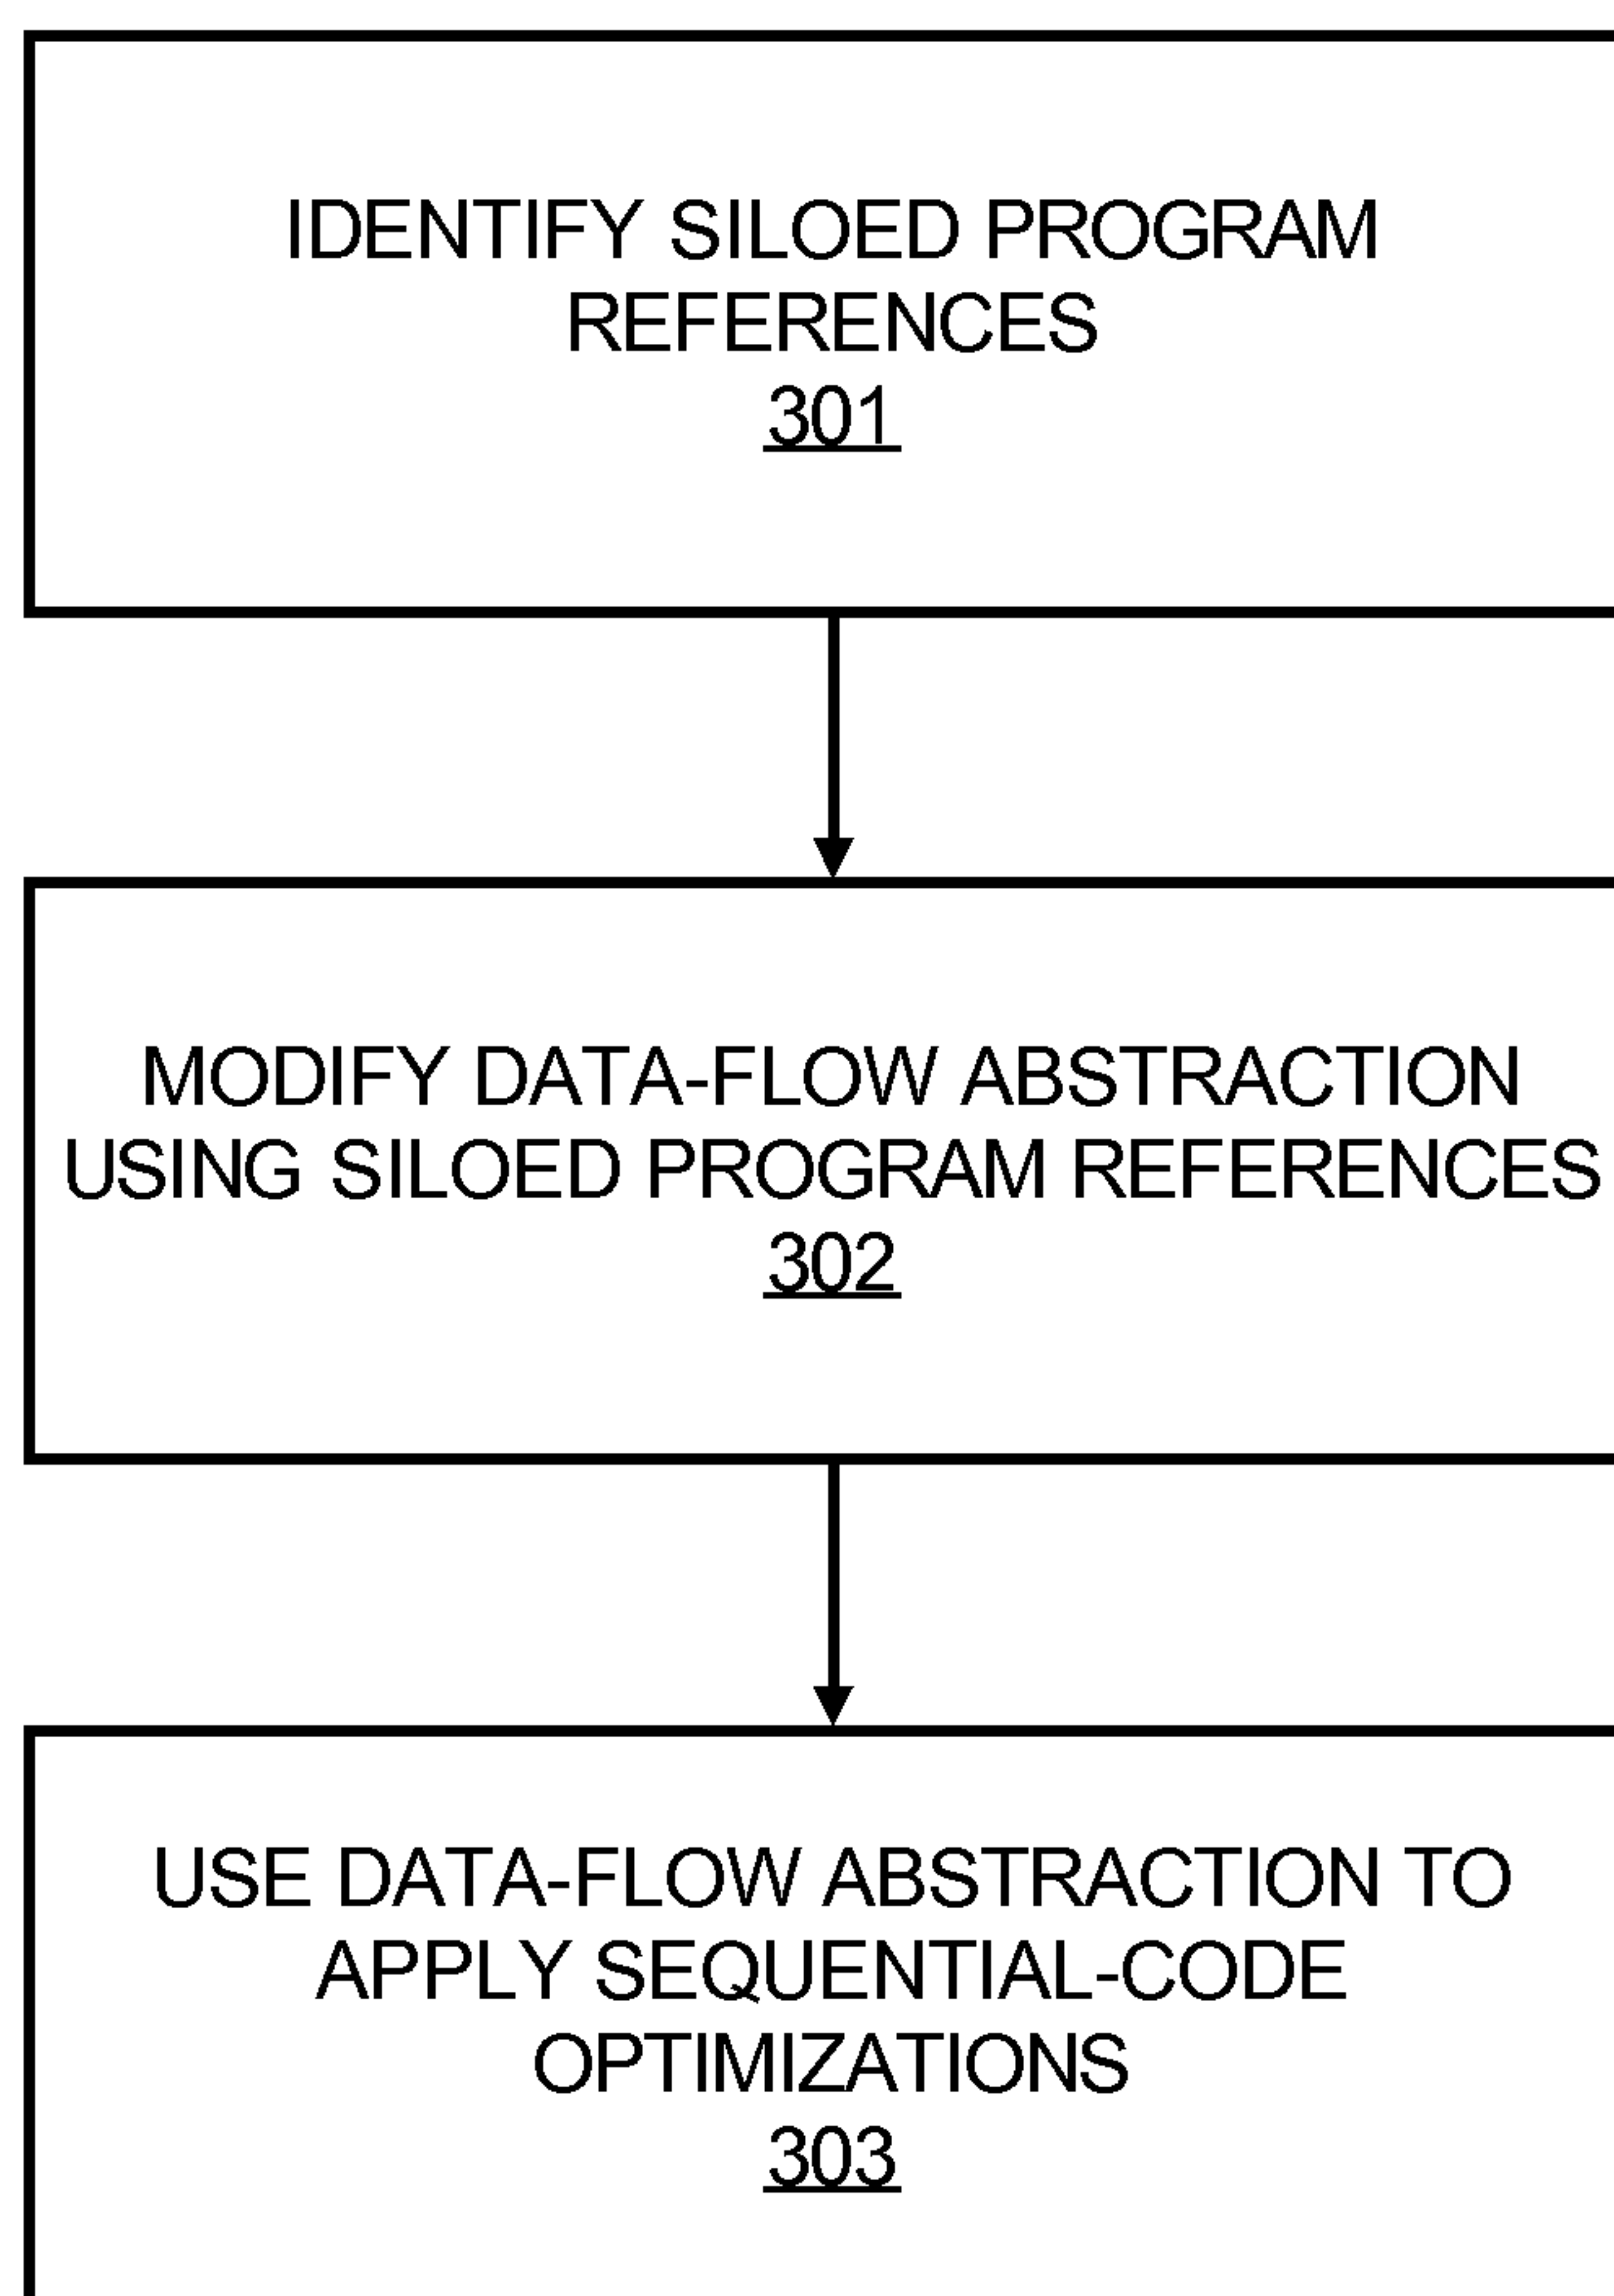 IDENTIFY SILOED PROGRAM
REFERENCES
301
MODIFY DATA-FLOW ABSTRACTION
USING SILOED PROGRAM REFERENCES
302
USE DATA-FLOW ABSTRACTION TO
APPLY SEQUENTIAL-CODE
OPTIMIZATIONS
303